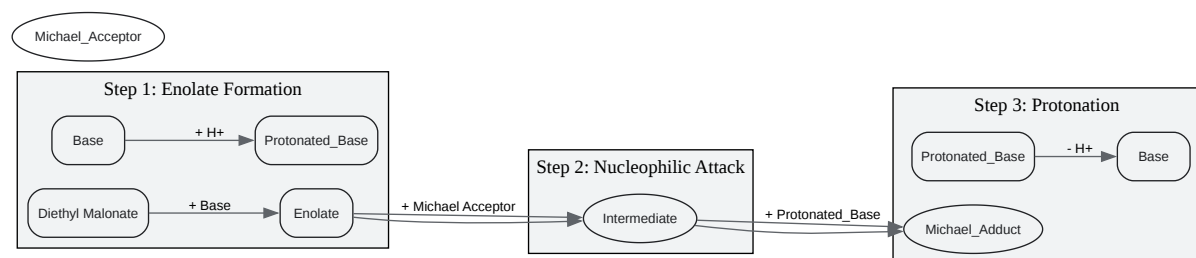 Michael_Acceptor
Step 1: Enolate Formation
Base
+ H+
Protonated_Base
Diethyl Malonate
+ Base
Enolate
+ Michael Acceptor
Step 2: Nucleophilic Attack
Intermediate
+ Protonated_Base
Step 3: Protonation
Protonated_Base
- H+
Base
Michael_Adduct